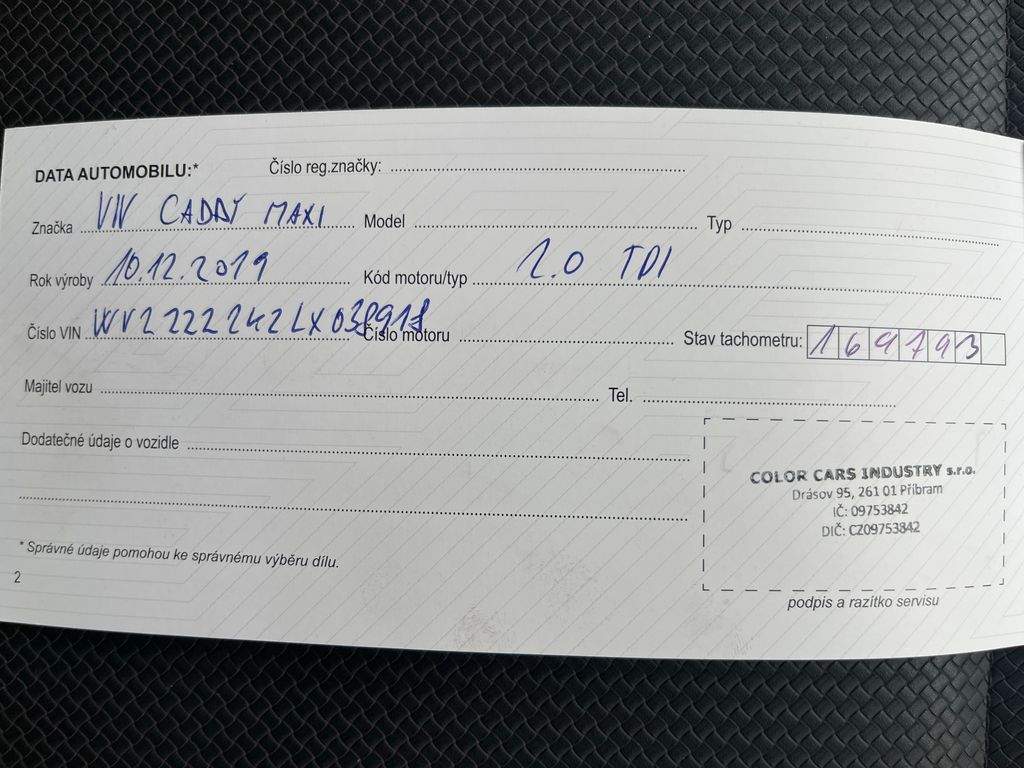 DATA AUTOMOBILU:* Číslo reg.značky:
Značka VW CADDY MAXI Model Typ
Rok výroby 10.12.2019 Kód motoru/typ 2.0 TDI
Číslo VIN WV2ZZZ2KZLX038918 Číslo motoru Stav tachometru: 169793
Majitel vozu Tel.
Dodatečné údaje o vozidle
COLOR CARS INDUSTRY s.r.o.
Drásov 95, 261 01 Příbram
IČ: 09753842
DIČ: CZ09753842
* Správné údaje pomohou ke správnému výběru dílu.
2
podpis a razítko servisu